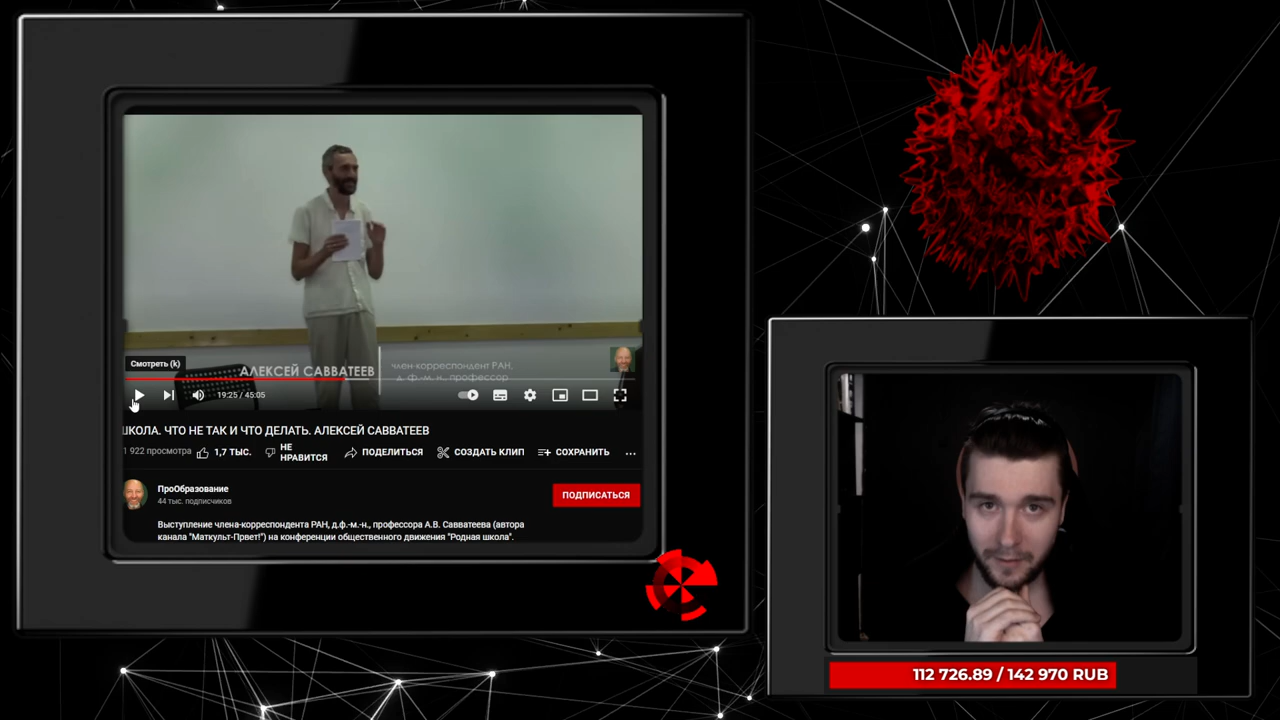 Смотреть (k)
АЛЕКСЕЙ САВВАТЕЕВ
член-корреспондент РАН,
д. ф.-м. н., профессор
19:25 / 45:05
ШКОЛА. ЧТО НЕ ТАК И ЧТО ДЕЛАТЬ. АЛЕКСЕЙ САВВАТЕЕВ
1 922 просмотра 1,7 ТЫС. НЕ НРАВИТСЯ ПОДЕЛИТЬСЯ СОЗДАТЬ КЛИП СОХРАНИТЬ ...
ПроОбразование
44 тыс. подписчиков
ПОДПИСАТЬСЯ
Выступление члена-корреспондента РАН, д.ф.-м.-н., профессора А.В. Савватеева (автора
канала "Маткульт-Прввет!") на конференции общественного движения "Родная школа".
112 726.89 / 142 970 RUB